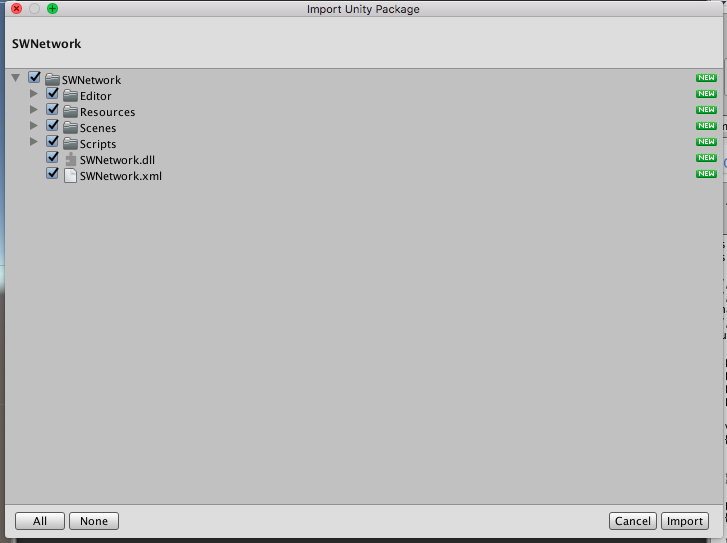 Import Unity Package
SWNetwork
SWNetwork NEW
Editor NEW
Resources NEW
Scenes NEW
Scripts NEW
SWNetwork.dll NEW
SWNetwork.xml NEW
All None Cancel Import